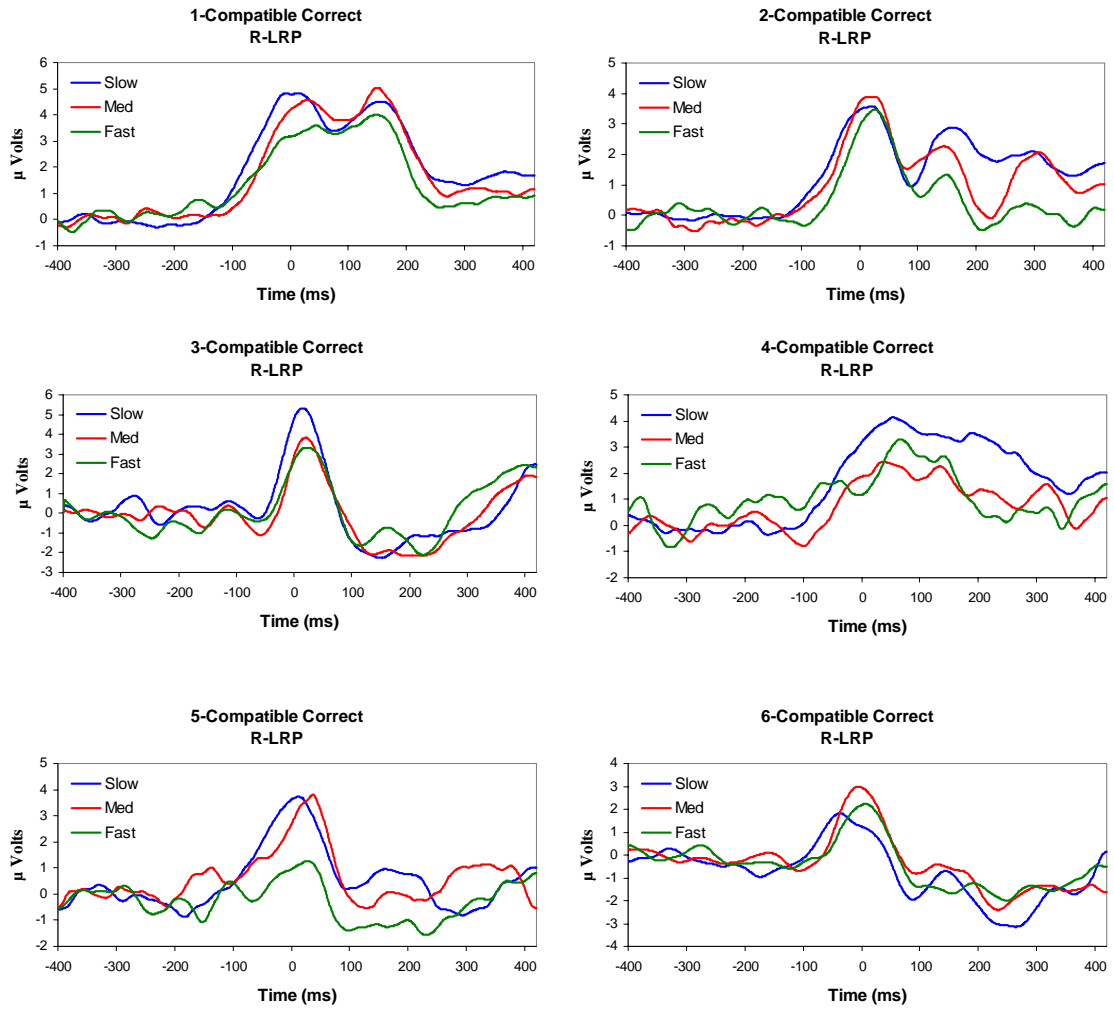 1-Compatible Correct
R-LRP
µ Volts
6
5
4
3
2
1
0
-1
Slow
Med
Fast
-400 -300 -200 -100 0 100 200 300 400
Time (ms)
2-Compatible Correct
R-LRP
µ Volts
5
4
3
2
1
0
-1
Slow
Med
Fast
-400 -300 -200 -100 0 100 200 300 400
Time (ms)
3-Compatible Correct
R-LRP
µ Volts
6
5
4
3
2
1
0
-1
-2
-3
Slow
Med
Fast
-400 -300 -200 -100 0 100 200 300 400
Time (ms)
4-Compatible Correct
R-LRP
µ Volts
5
4
3
2
1
0
-1
-2
Slow
Med
Fast
-400 -300 -200 -100 0 100 200 300 400
Time (ms)
5-Compatible Correct
R-LRP
µ Volts
5
4
3
2
1
0
-1
-2
Slow
Med
Fast
-400 -300 -200 -100 0 100 200 300 400
Time (ms)
6-Compatible Correct
R-LRP
µ Volts
4
3
2
1
0
-1
-2
-3
-4
Slow
Med
Fast
-400 -300 -200 -100 0 100 200 300 400
Time (ms)